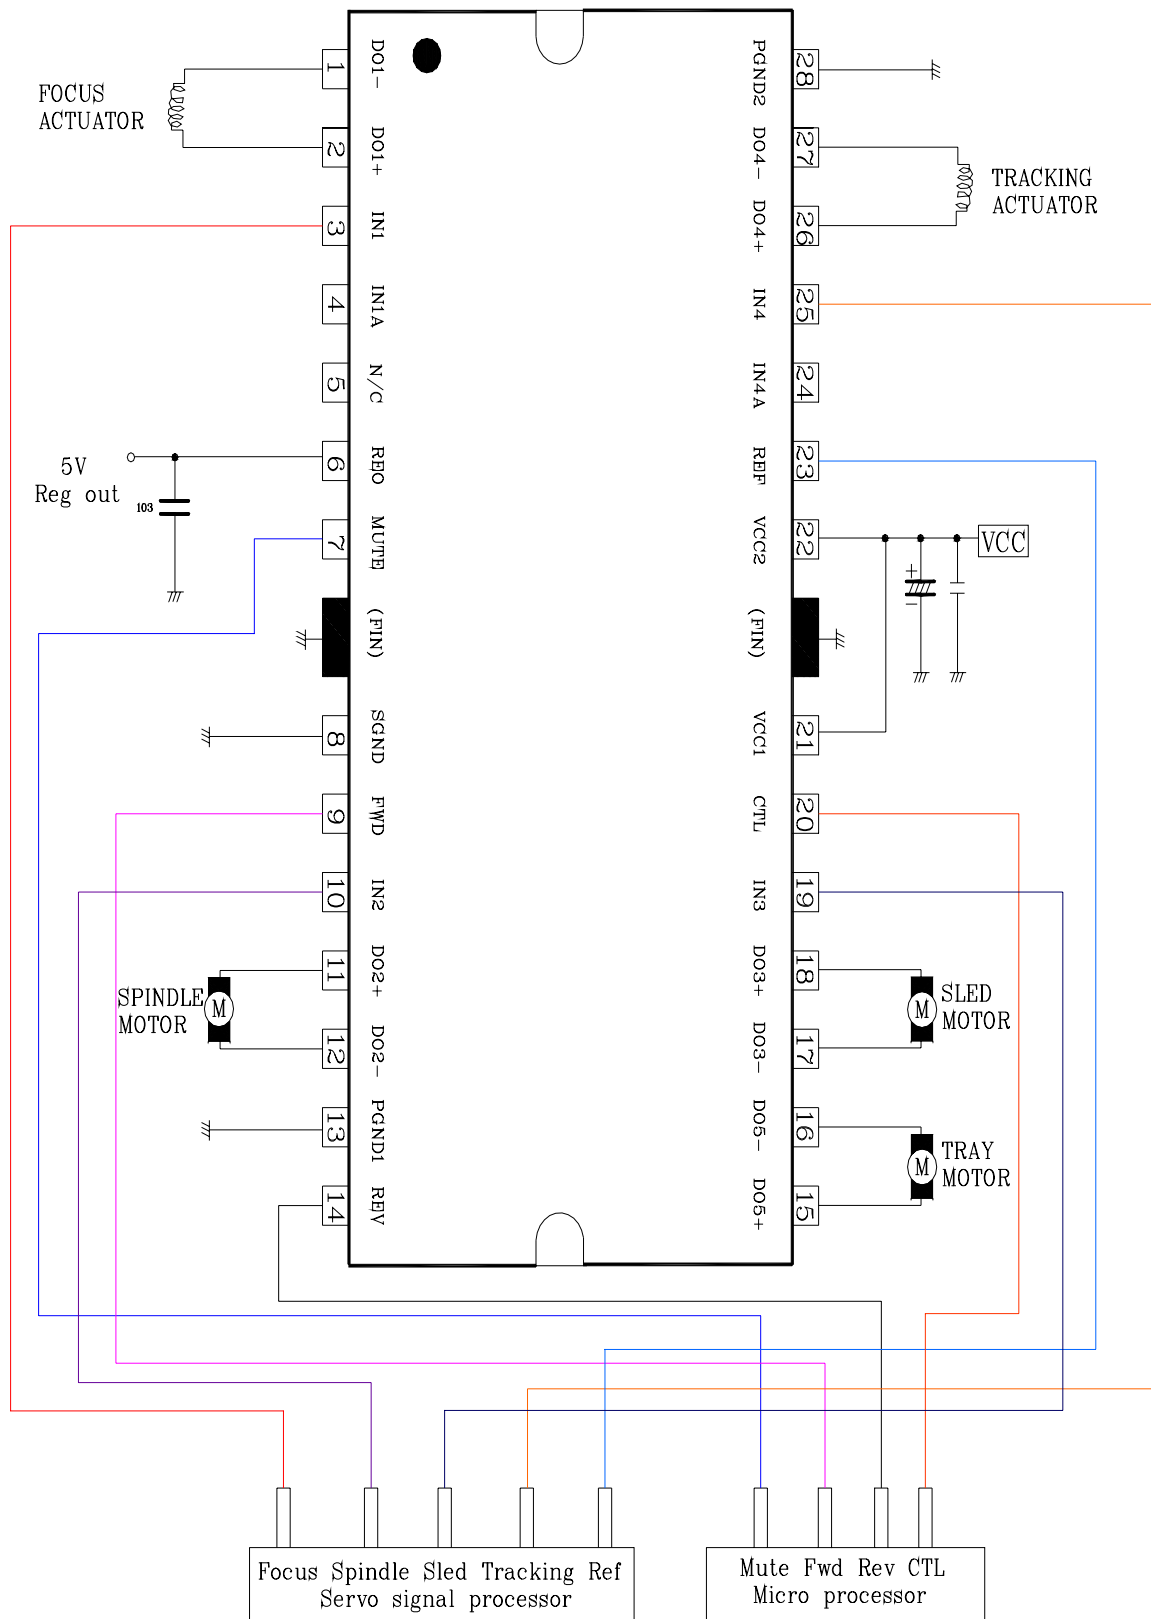 FOCUS
ACTUATOR
1 DO1-
2 DO1+
3 IN1
4 IN1A
5 N/C
6 REO
7 MUTE
(FIN)
8 SGND
9 FWD
10 IN2
11 DO2+
12 DO2-
13 PGND1
14 REV
5V
Reg out
103
SPINDLE
MOTOR
M
PGND2 28
DO4- 27
DO4+ 26
IN4 25
IN4A 24
REF 23
VCC2 22
(FIN)
VCC1 21
CTL 20
IN3 19
DO3+ 18
DO3- 17
DO5- 16
DO5+ 15
TRACKING
ACTUATOR
VCC
+
-
M
SLED
MOTOR
M
TRAY
MOTOR
Focus Spindle Sled Tracking Ref
Servo signal processor
Mute Fwd Rev CTL
Micro processor